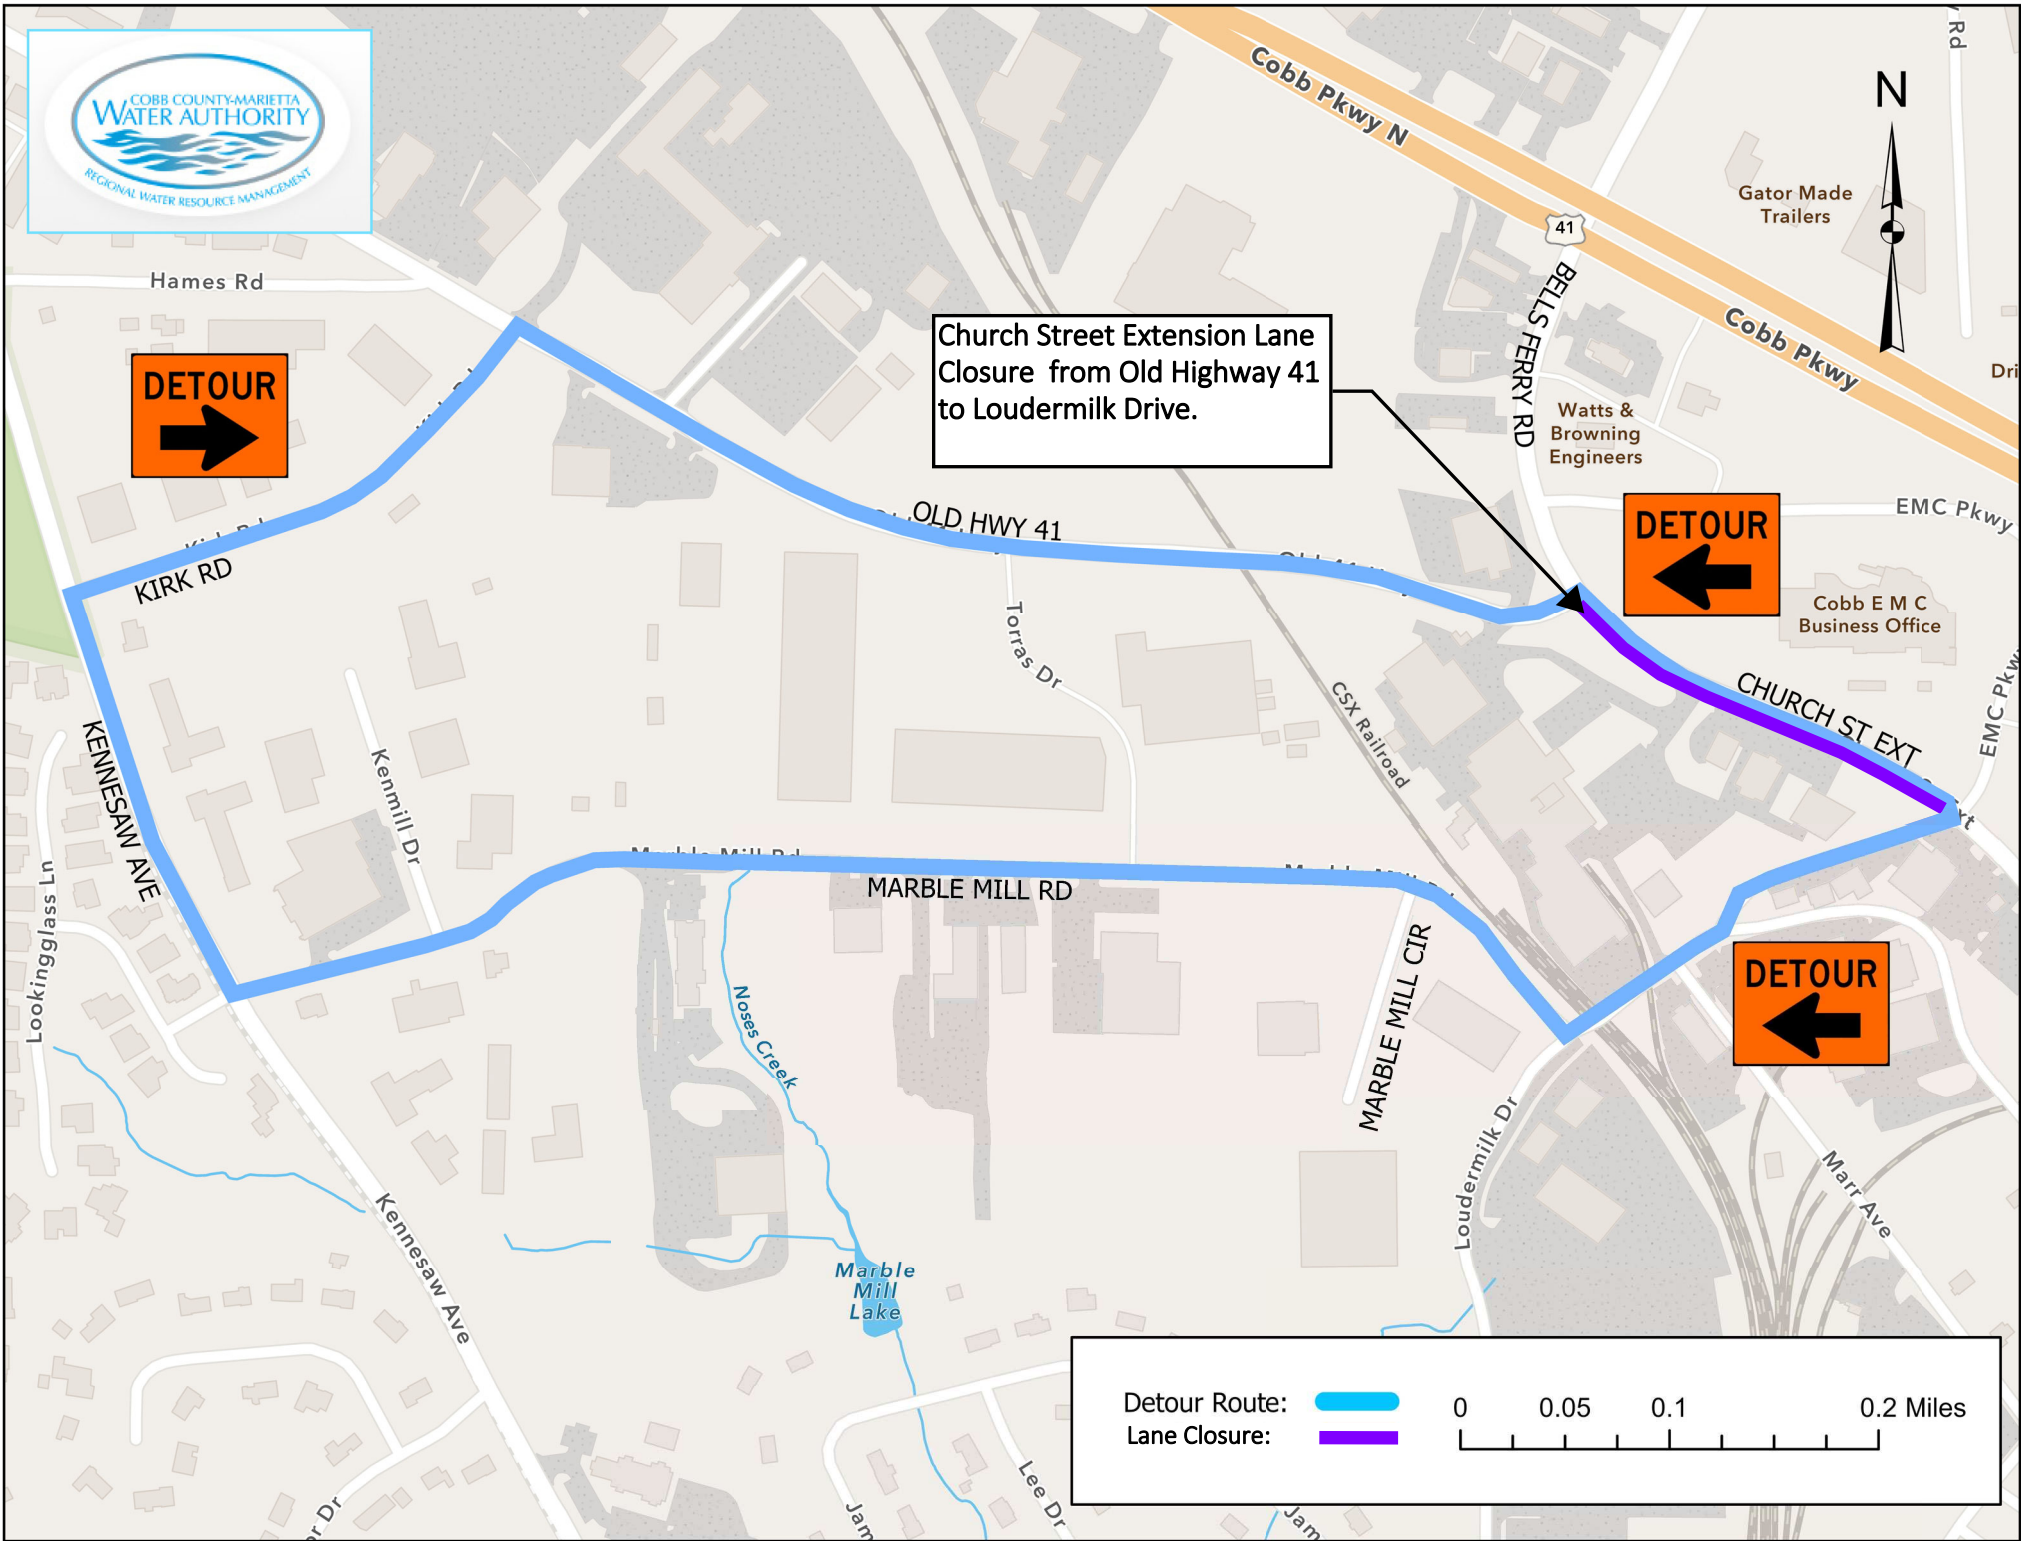 COBB COUNTY-MARIETTA
WATER AUTHORITY
REGIONAL WATER RESOURCE MANAGEMENT
Rd
Cobb Pkwy N
N
Gator Made
Trailers
41
Hames Rd
BELLS FERRY RD
Cobb Pkwy
Church Street Extension Lane
Closure from Old Highway 41
to Loudermilk Drive.
DETOUR
Watts &
Browning
Engineers
EMC Pkwy
DETOUR
OLD HWY 41
KIRK RD
Cobb E M C
Business Office
Torras Dr
CSX Railroad
CHURCH ST EXT
EMC Pkwy
KENNESAW AVE
Kenmill Dr
Marble Mill Rd
MARBLE MILL RD
Lookingglass Ln
MARBLE MILL CIR
DETOUR
Noses Creek
Loudermilk Dr
Marr Ave
Kennesaw Ave
Marble
Mill
Lake
Detour Route:
Lane Closure:
0 0.05 0.1 0.2 Miles
Lee Dr